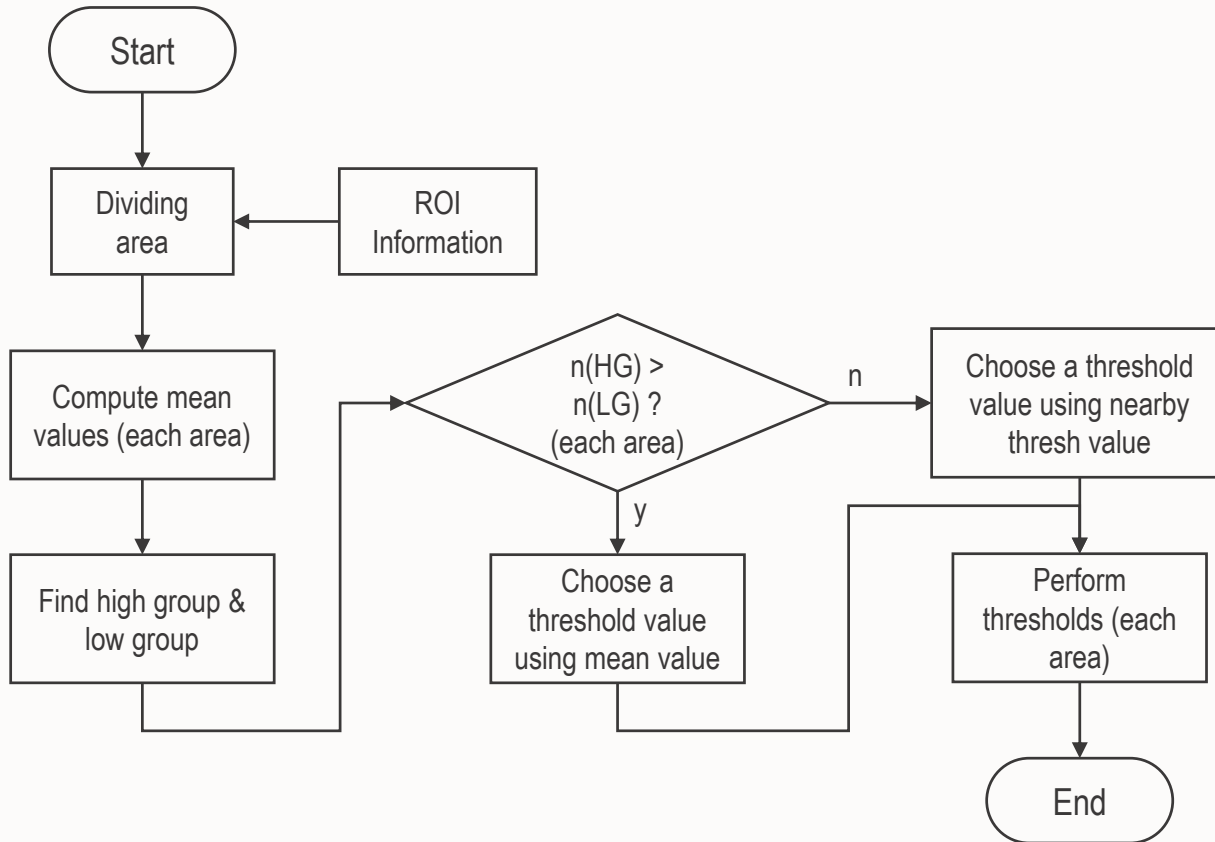 Start
Dividing
area
ROI
Information
Compute mean
values (each area)
Find high group &
low group
n(HG) >
n(LG) ?
(each area)
n
y
Choose a threshold
value using nearby
thresh value
Choose a
threshold value
using mean value
Perform
thresholds (each
area)
End